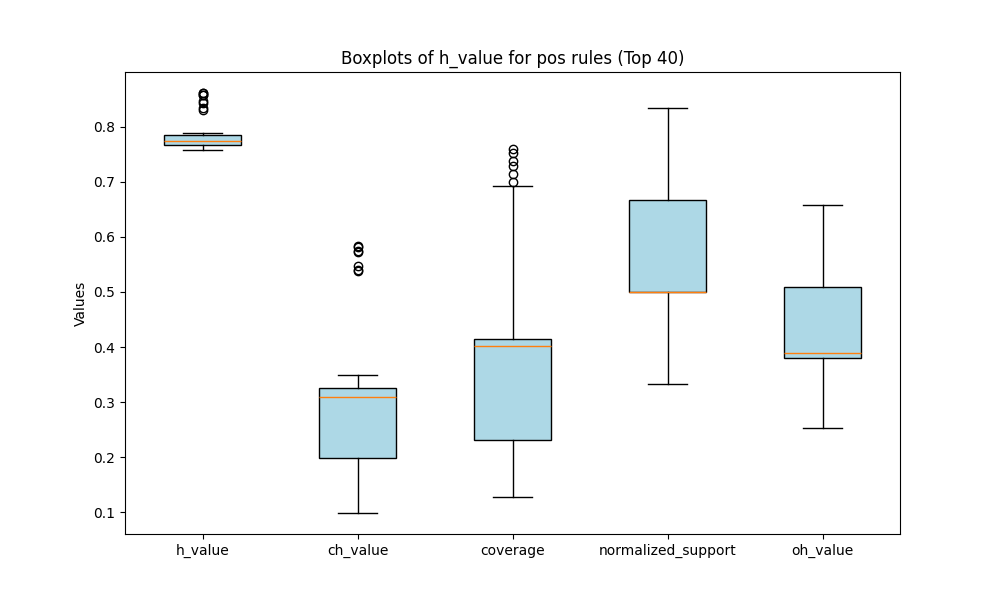 Boxplots of h_value for pos rules (Top 40)
Values
0.8
0.7
0.6
0.5
0.4
0.3
0.2
0.1
h_value ch_value coverage normalized_support oh_value